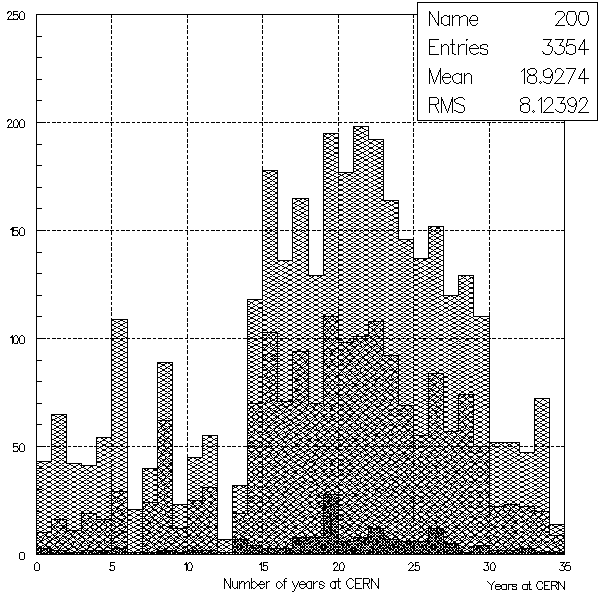 Name 200
Entries 3354
Mean 18.9274
RMS 8.12392
250
200
150
100
50
0
0 5 10 15 20 25 30 35
Number of years at CERN
Years at CERN